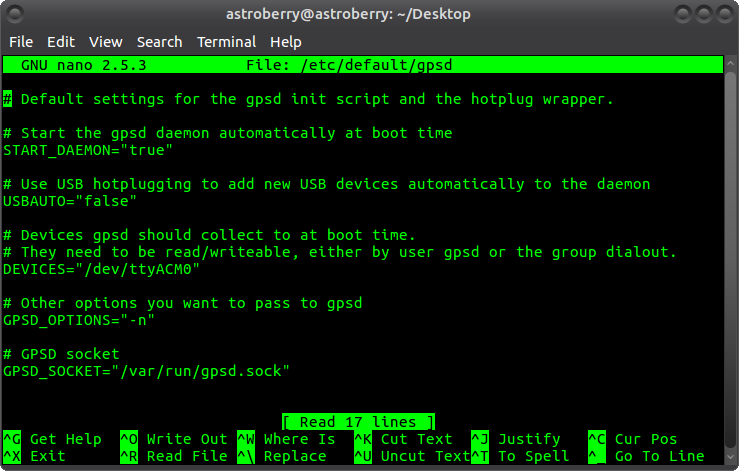 astroberry@astroberry: ~/Desktop
File Edit View Search Terminal Help
GNU nano 2.5.3 File: /etc/default/gpsd
# Default settings for the gpsd init script and the hotplug wrapper.
# Start the gpsd daemon automatically at boot time
START_DAEMON="true"
# Use USB hotplugging to add new USB devices automatically to the daemon
USBAUTO="false"
# Devices gpsd should collect to at boot time.
# They need to be read/writeable, either by user gpsd or the group dialout.
DEVICES="/dev/ttyACM0"
# Other options you want to pass to gpsd
GPSD_OPTIONS="-n"
# GPSD socket
GPSD_SOCKET="/var/run/gpsd.sock"
[ Read 17 lines ]
^G Get Help ^O Write Out ^W Where Is ^K Cut Text ^J Justify ^C Cur Pos
^X Exit ^R Read File ^\ Replace ^U Uncut Text ^T To Spell ^_ Go To Line